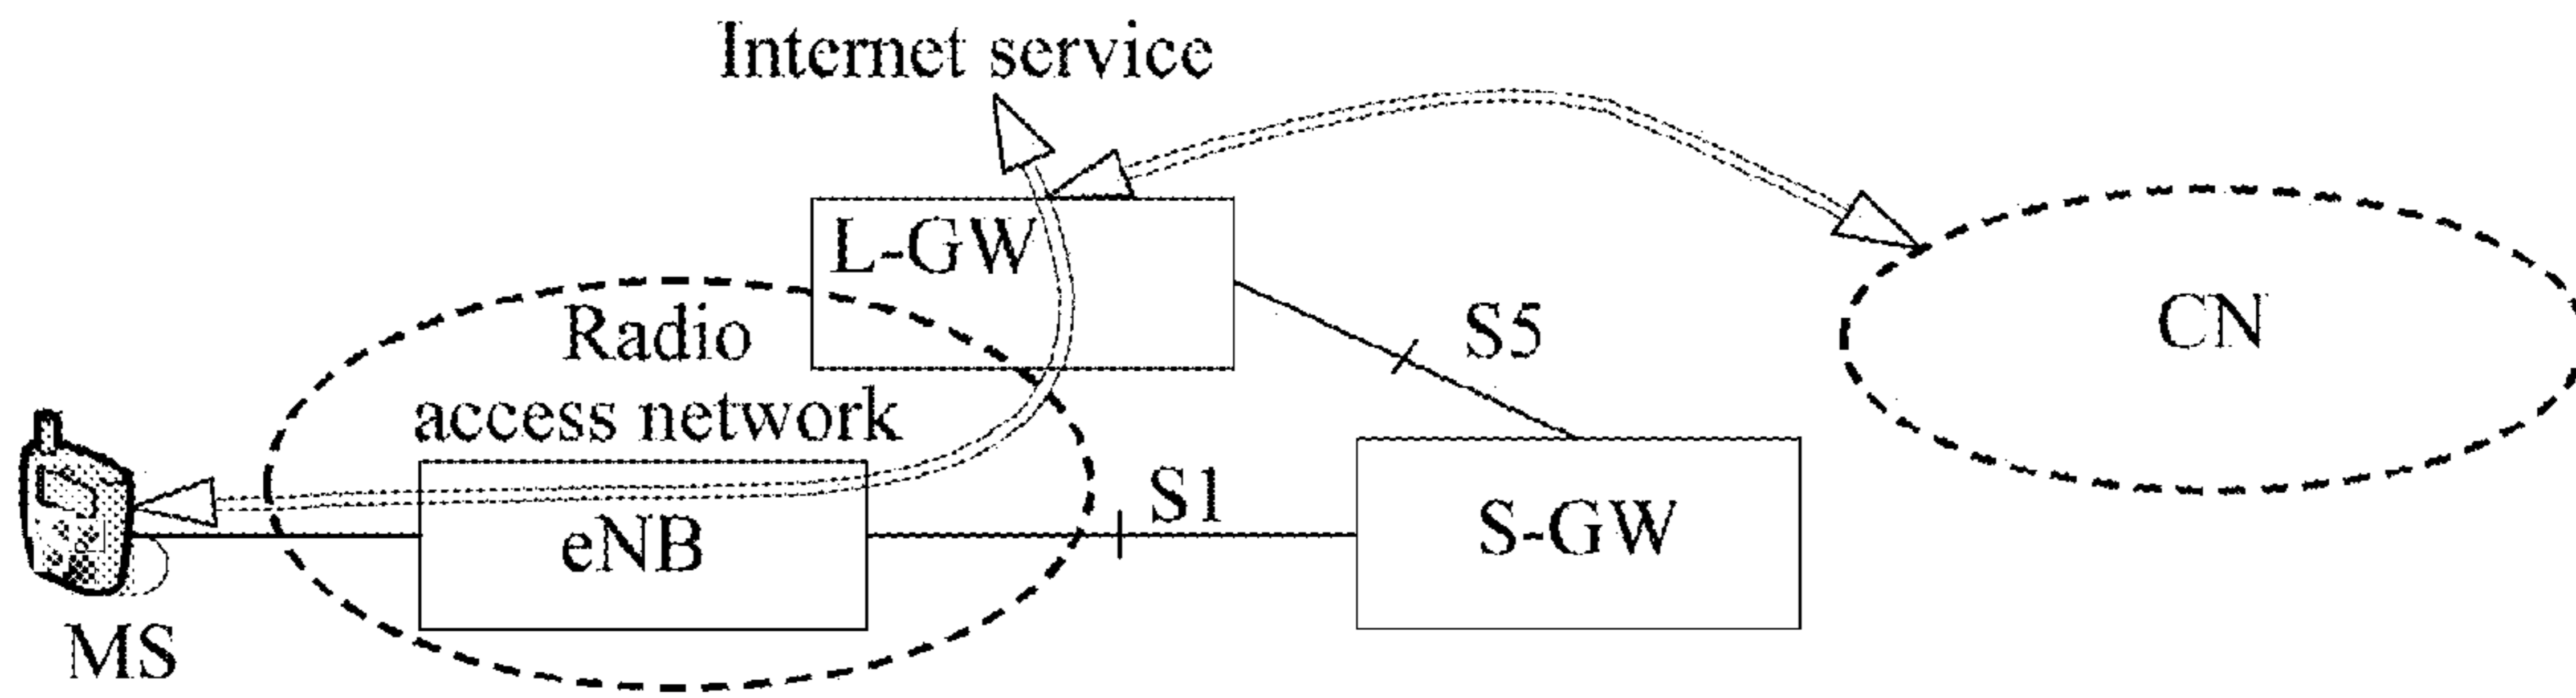 Internet service
L-GW
Radio
access network
S5
CN
S1
eNB
S-GW
MS